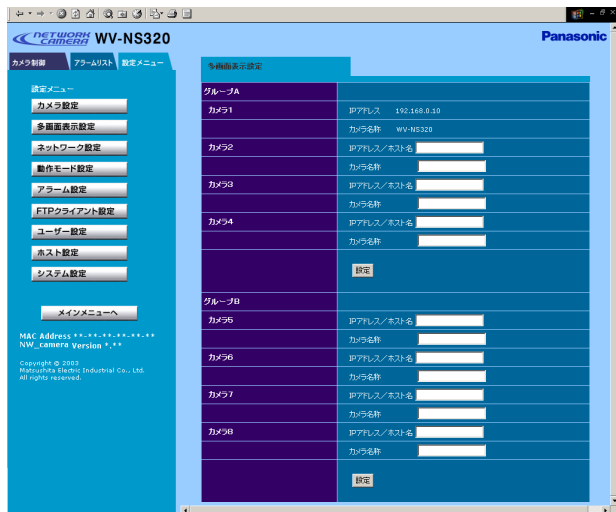 NETWORK CAMERA WV-NS320
Panasonic
カメラ制御 アラームリスト 設定メニュー
設定メニュー
カメラ設定
多画面表示設定
ネットワーク設定
動作モード設定
アラーム設定
FTPクライアント設定
ユーザー設定
ホスト設定
システム設定
メインメニューへ
MAC Address **-**-**-**-**-**
NW_camera Version *.**
Copyright © 2003
Matsushita Electric Industrial Co., Ltd.
All rights reserved.
多画面表示設定
グループA
カメラ1 IPアドレス 192.168.0.10
カメラ名称 WV-NS320
カメラ2 IPアドレス／ホスト名
カメラ名称
カメラ3 IPアドレス／ホスト名
カメラ名称
カメラ4 IPアドレス／ホスト名
カメラ名称
設定
グループB
カメラ5 IPアドレス／ホスト名
カメラ名称
カメラ6 IPアドレス／ホスト名
カメラ名称
カメラ7 IPアドレス／ホスト名
カメラ名称
カメラ8 IPアドレス／ホスト名
カメラ名称
設定